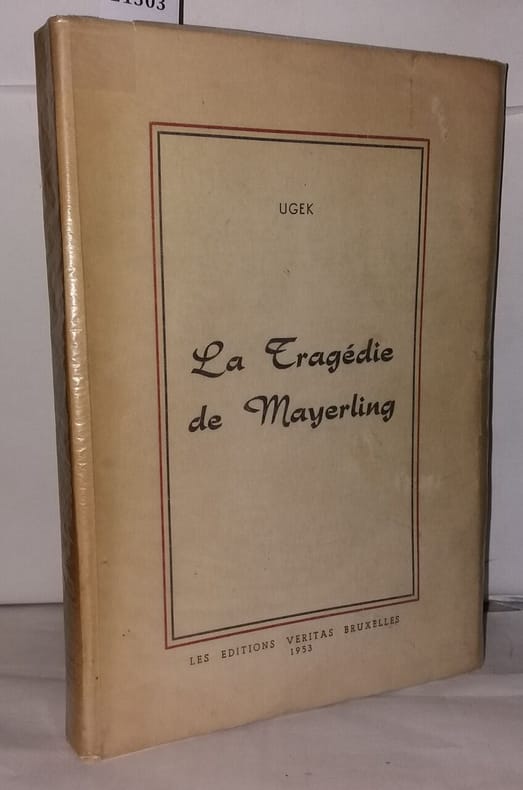 UGEK
La Tragédie
de Mayerling
LES EDITIONS VERITAS BRUXELLES
1953